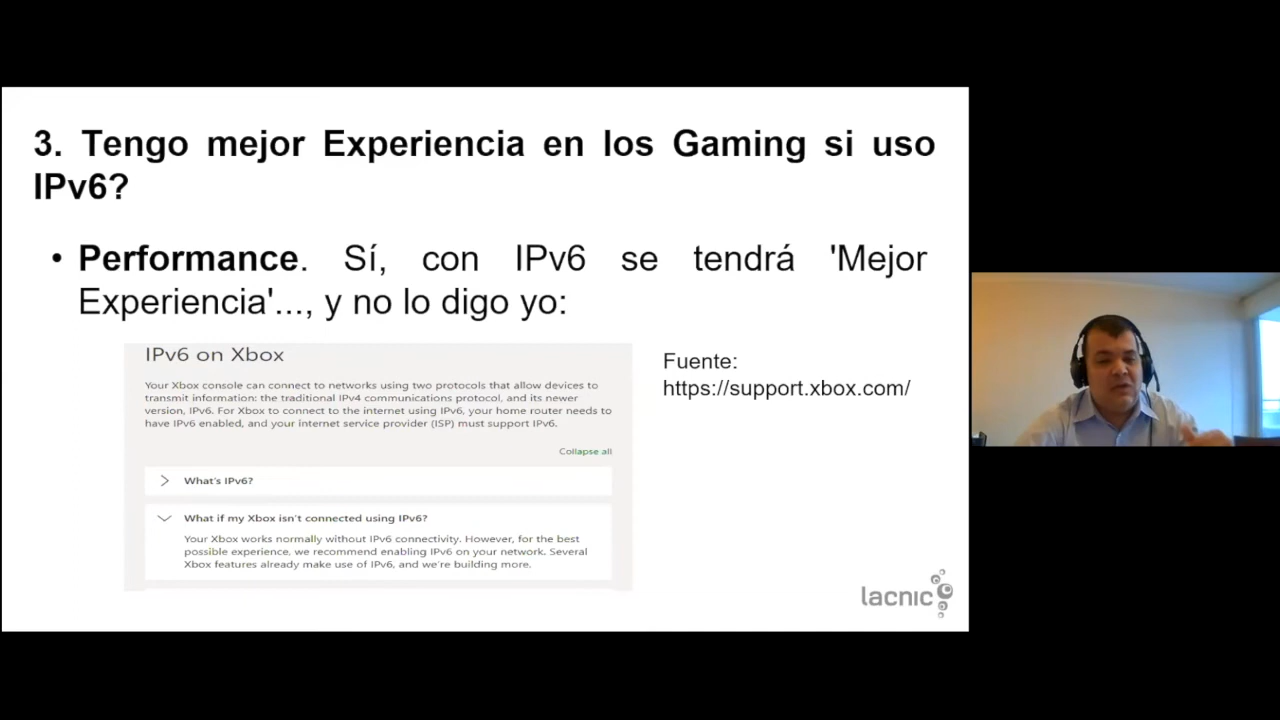 3. Tengo mejor Experiencia en los Gaming si uso
IPv6?
• Performance. Sí, con IPv6 se tendrá 'Mejor
Experiencia'..., y no lo digo yo:
IPv6 on Xbox
Your Xbox console can connect to networks using two protocols that allow devices to
transmit information: the traditional IPv4 communications protocol, and its newer
version, IPv6. For Xbox to connect to the internet using IPv6, your home router needs to
have IPv6 enabled, and your internet service provider (ISP) must support IPv6.
Collapse all
What's IPv6?
What if my Xbox isn't connected using IPv6?
Your Xbox works normally without IPv6 connectivity. However, for the best
possible experience, we recommend enabling IPv6 on your network. Several
Xbox features already make use of IPv6, and we're building more.
Fuente:
https://support.xbox.com/
lacnic